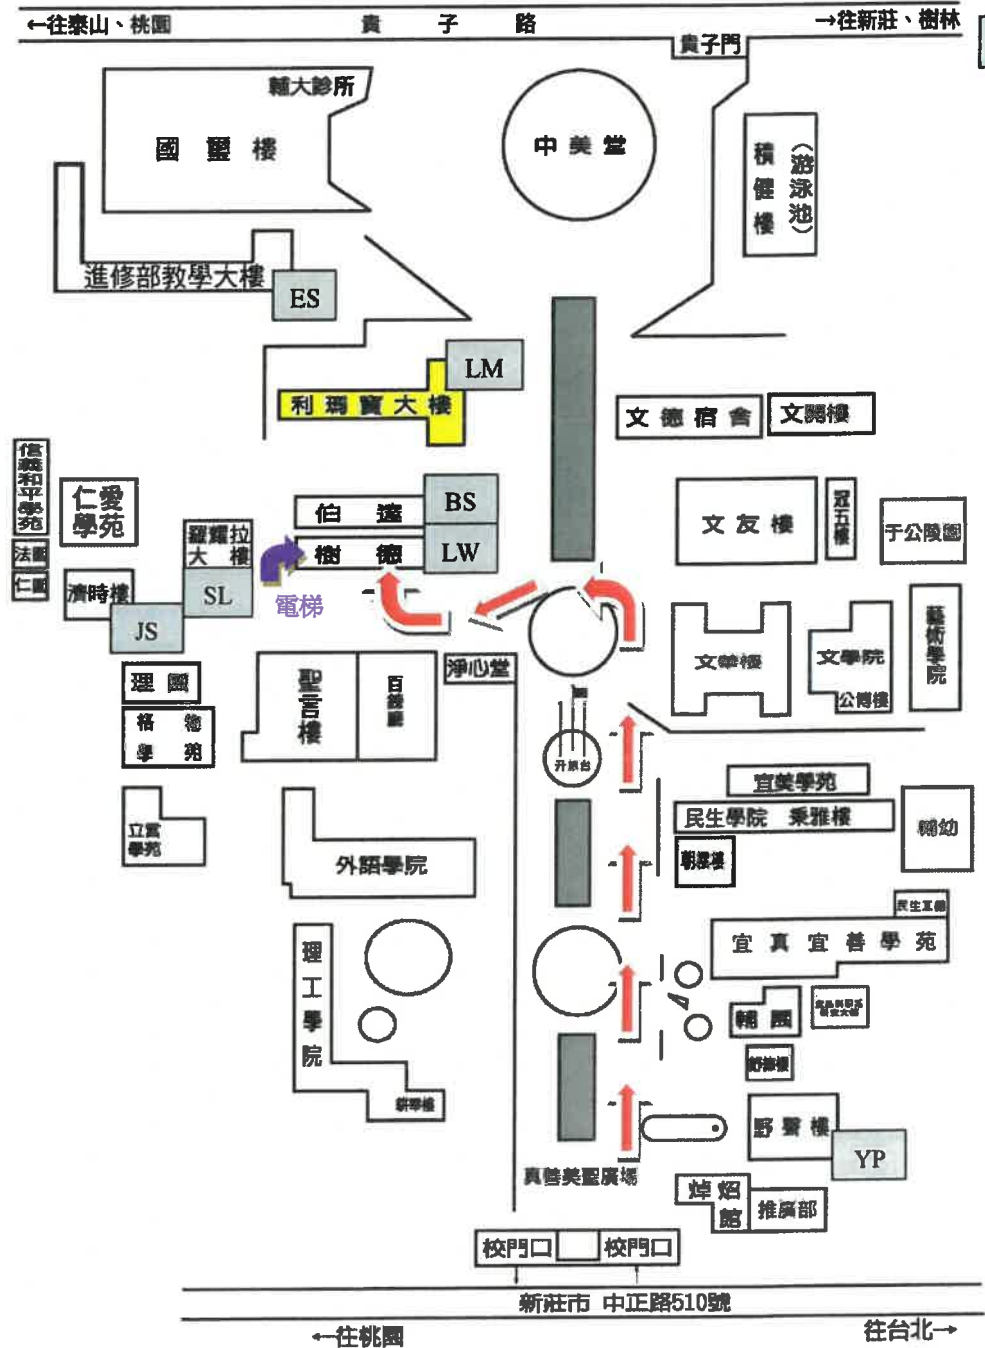 ←往泰山、桃園
貴子路
→往新莊、樹林
貴子門
輔大診所
國璽樓
中美堂
積健樓
(游泳池)
進修部教學大樓
ES
LM
利瑪竇大樓
文德宿舍
文開樓
信義和平學苑
仁愛
學苑
伯達
BS
文友樓
冠五樓
于公陵園
法園
羅耀拉
大樓
樹德
LW
仁園
濟時樓
SL
電梯
JS
文華樓
文學院
公博樓
藝術學院
理園
聖言樓
百鍊廳
淨心堂
格物
學苑
升旗台
宜美學苑
民生學院 秉雅樓
輔幼
立言
學苑
外語學院
朝橒樓
宜真宜善學苑
理工學院
輔園
舒德樓
耕莘樓
野聲樓
YP
真善美聖廣場
焯炤
館
推廣部
校門口
校門口
新莊市 中正路510號
←往桃園
往台北→